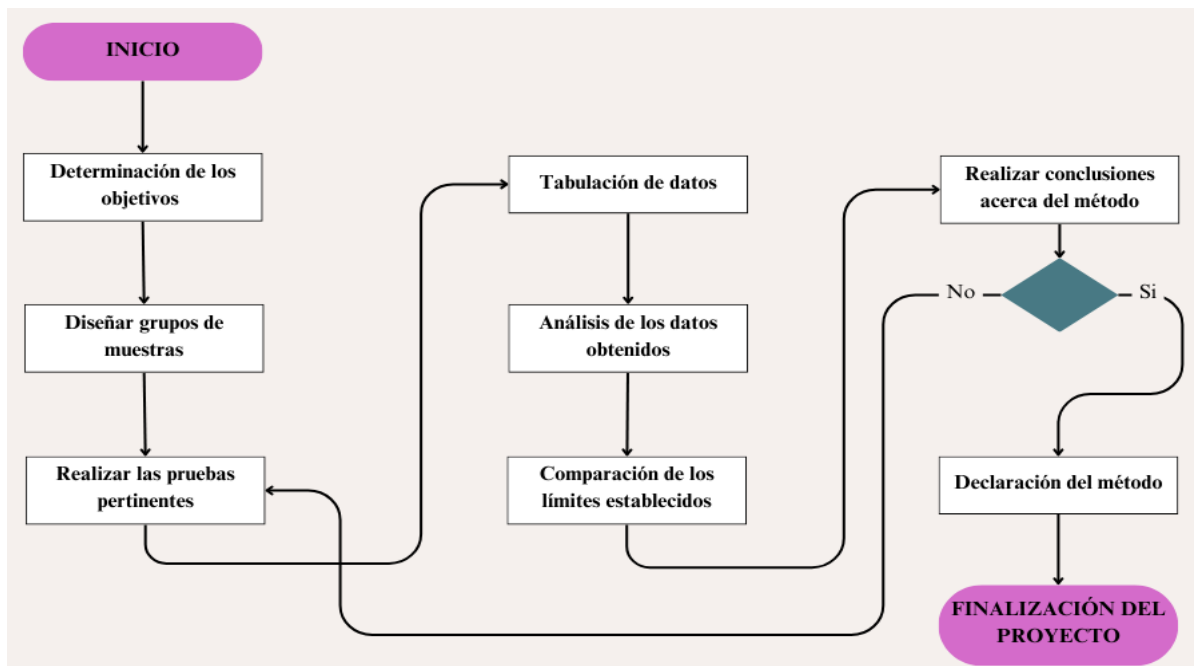 INICIO
Determinación de los
objetivos
Diseñar grupos de
muestras
Realizar las pruebas
pertinentes
Tabulación de datos
Análisis de los datos
obtenidos
Comparación de los
límites establecidos
Realizar conclusiones
acerca del método
No
Si
Declaración del método
FINALIZACIÓN DEL
PROYECTO